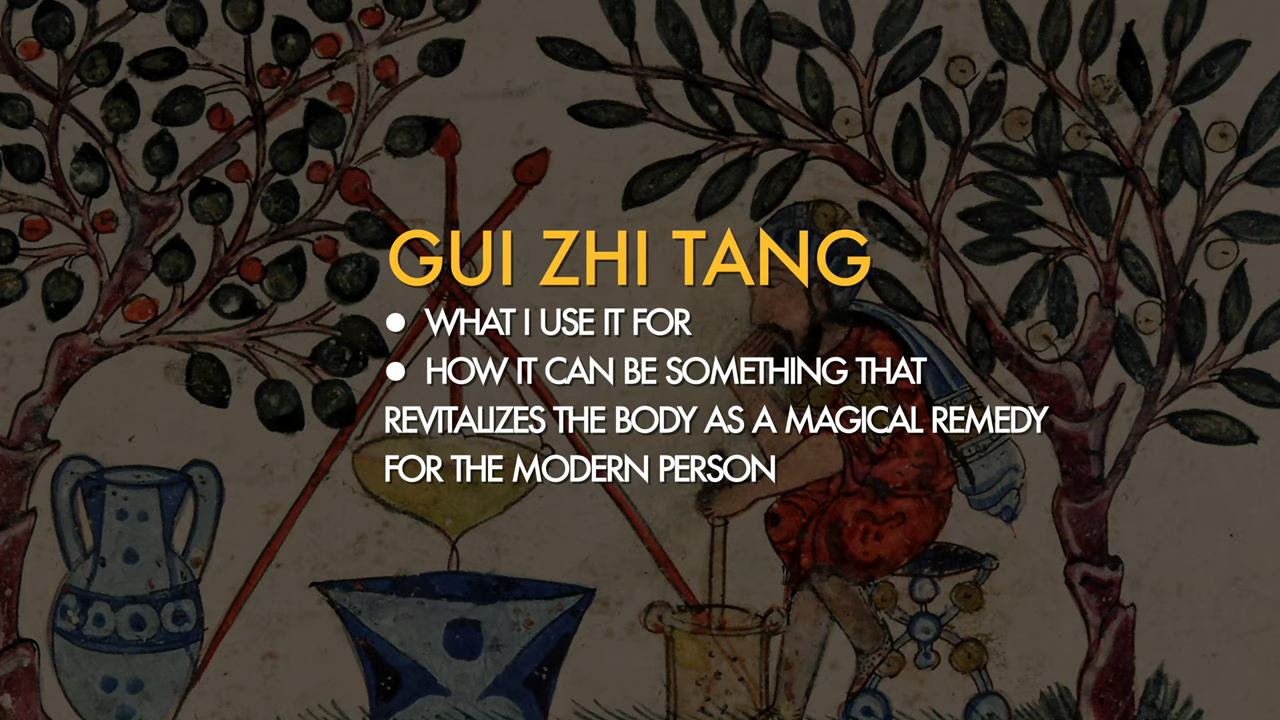 GUI ZHI TANG
● WHAT I USE IT FOR
● HOW IT CAN BE SOMETHING THAT
REVITALIZES THE BODY AS A MAGICAL REMEDY
FOR THE MODERN PERSON